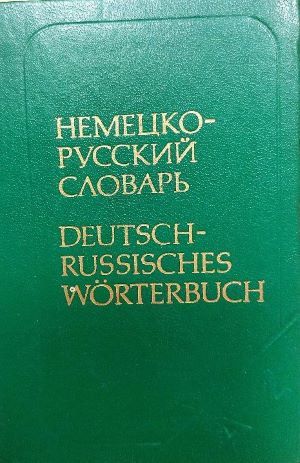 НЕМЕЦКО-
РУССКИЙ
СЛОВАРЬ
DEUTSCH-
RUSSISCHES
WÖRTERBUCH